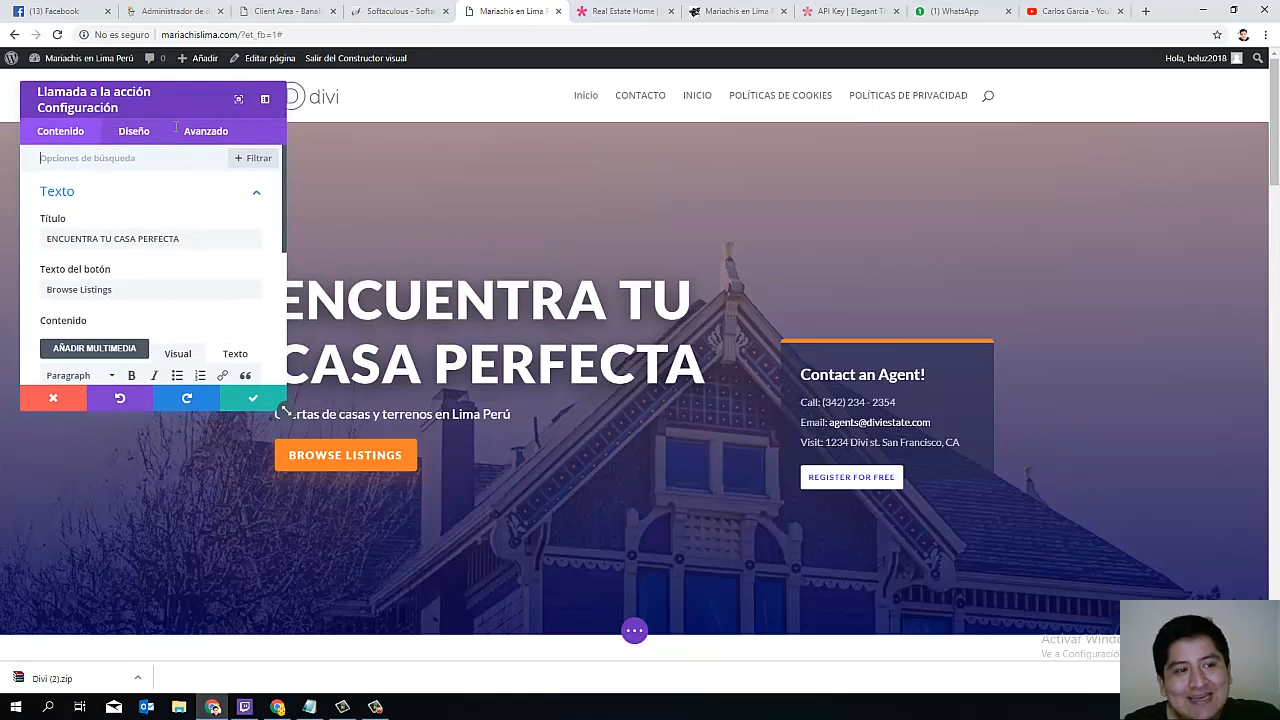 (13) Facebook
Administrador de d
Client Area - Banah
Softaculous - Softa
Mariachis en Lima P
Real Estate Home |
Mariachis en Lima P
API Key | Elegant Th
(1) WhatsApp
Carlos Garcia - You
No es seguro | mariachislima.com/?et_fb=1#
Mariachis en Lima Perú
0
Añadir
Editar página
Salir del Constructor visual
Hola, beluz2018
Llamada a la acción
Configuración
divi
Inicio
CONTACTO
INICIO
POLÍTICAS DE COOKIES
POLÍTICAS DE PRIVACIDAD
Contenido
Diseño
Avanzado
Opciones de búsqueda
+ Filtrar
Texto
Título
ENCUENTRA TU CASA PERFECTA
Texto del botón
Browse Listings
Contenido
AÑADIR MULTIMEDIA
Visual
Texto
Paragraph
B
I
ENCUENTRA TU
CASA PERFECTA
rtas de casas y terrenos en Lima Perú
BROWSE LISTINGS
Contact an Agent!
Call: (342) 234 - 2354
Email: agents@diviestate.com
Visit: 1234 Divi st. San Francisco, CA
REGISTER FOR FREE
Activar Windo
Ve a Configuració
Divi (2).zip